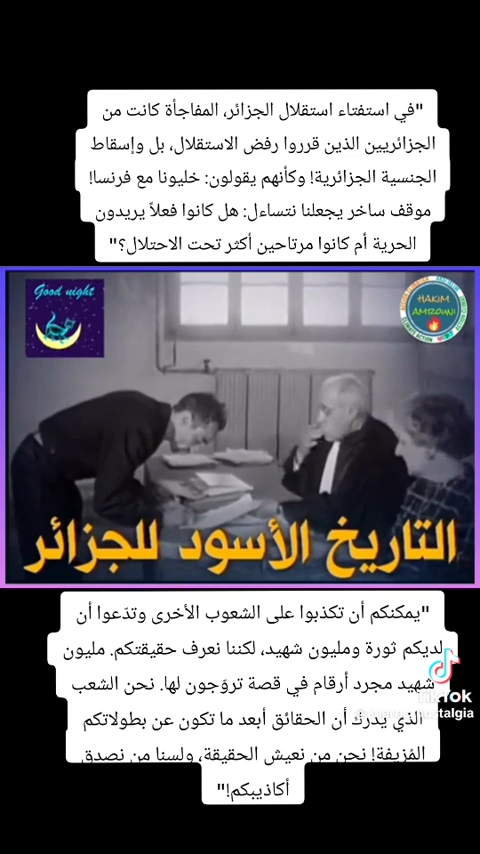 "في استفتاء استقلال الجزائر، المفاجأة كانت من
الجزائريين الذين قرروا رفض الاستقلال، بل وإسقاط
الجنسية الجزائرية! وكأنهم يقولون: خليونا مع فرنسا!
موقف ساخر يجعلنا نتساءل: هل كانوا فعلاً يريدون
الحرية أم كانوا مرتاحين أكثر تحت الاحتلال؟"
Good night
HAKIM
AMROUNI
التاريخ الأسود للجزائر
"يمكنكم أن تكذبوا على الشعوب الأخرى وتدّعوا أن
لديكم ثورة ومليون شهيد، لكننا نعرف حقيقتكم. مليون
شهيد مجرد أرقام في قصة تروّجون لها. نحن الشعب
الذي يدرك أن الحقائق أبعد ما تكون عن بطولاتكم
المُزيفة! نحن من نعيش الحقيقة، ولسنا من نصدق
أكاذيبكم!"
TikTok
nostalgia